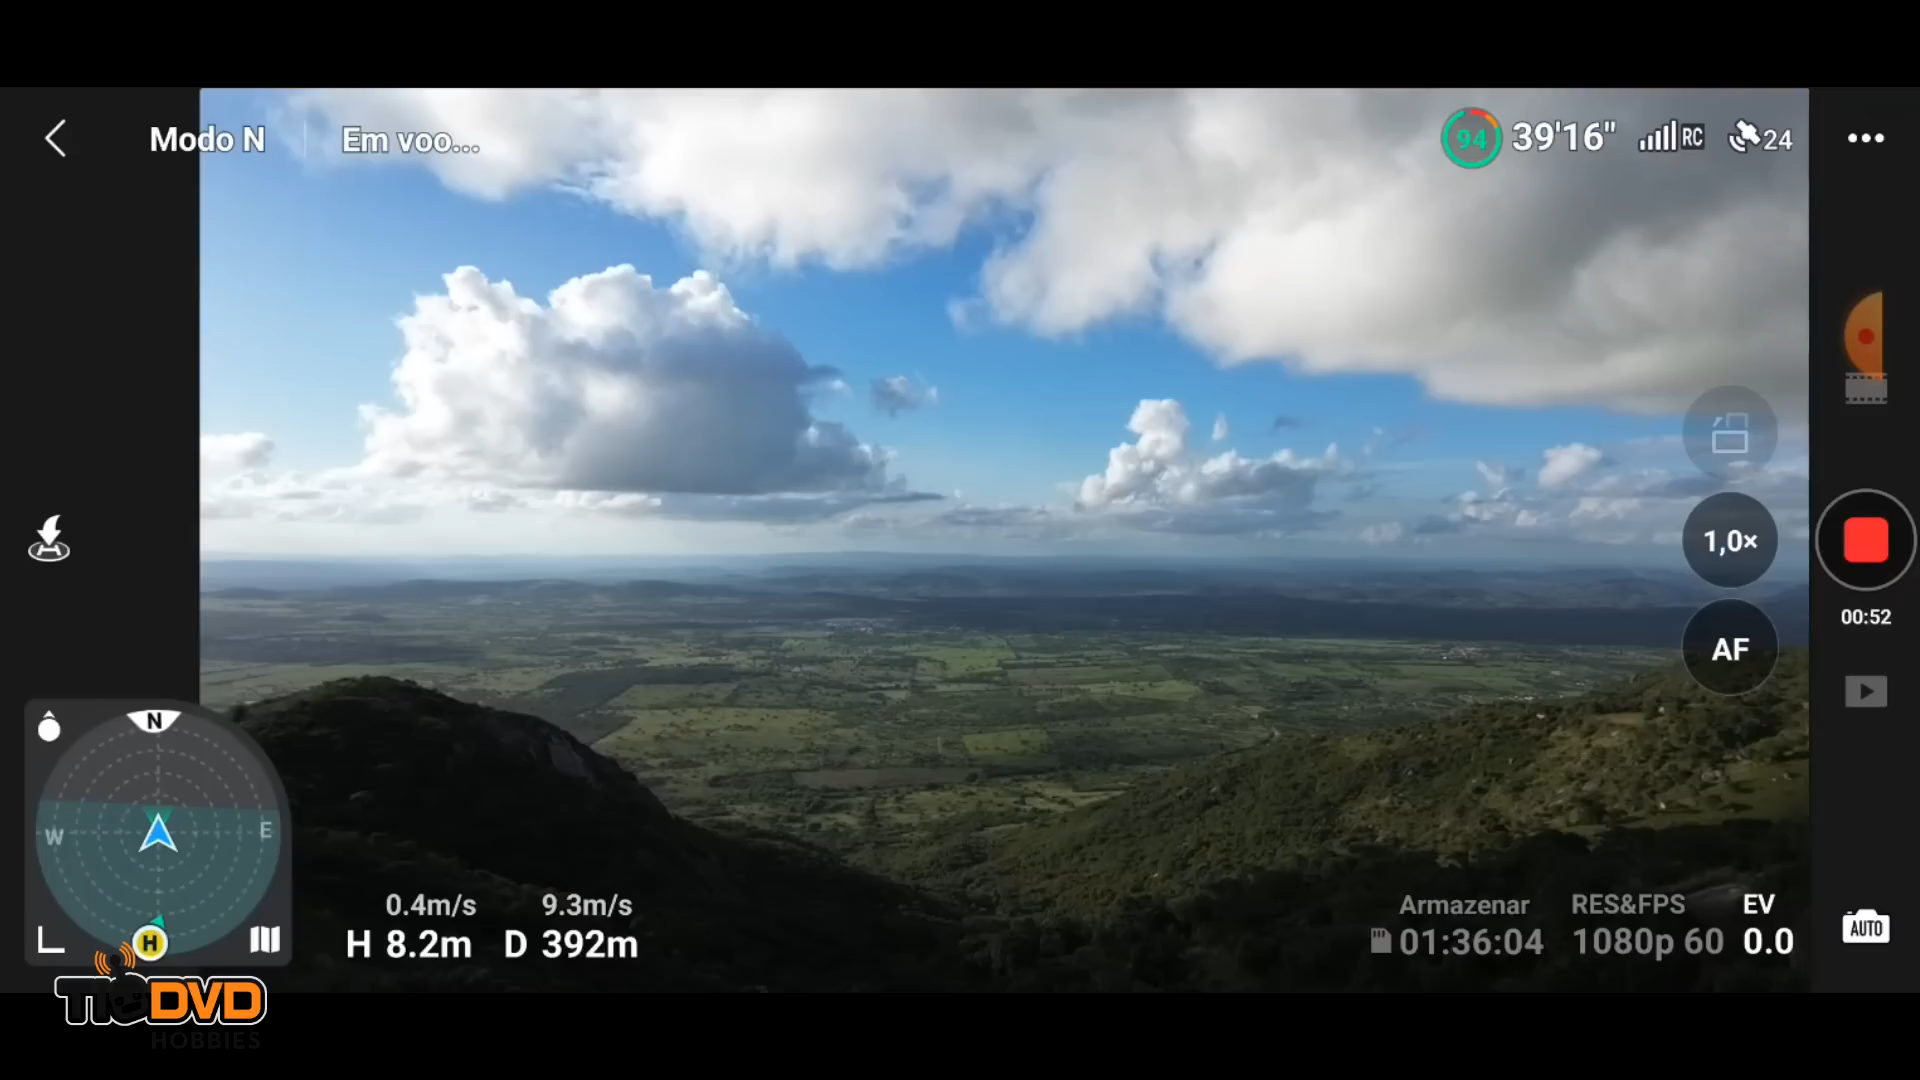 Modo N
Em voo...
94
39'16"
RC
24
1,0×
00:52
AF
N
W
E
H
0.4m/s
9.3m/s
H 8.2m
D 392m
Armazenar
RES&FPS
EV
01:36:04
1080p 60
0.0
AUTO
TIODVD
HOBBIES